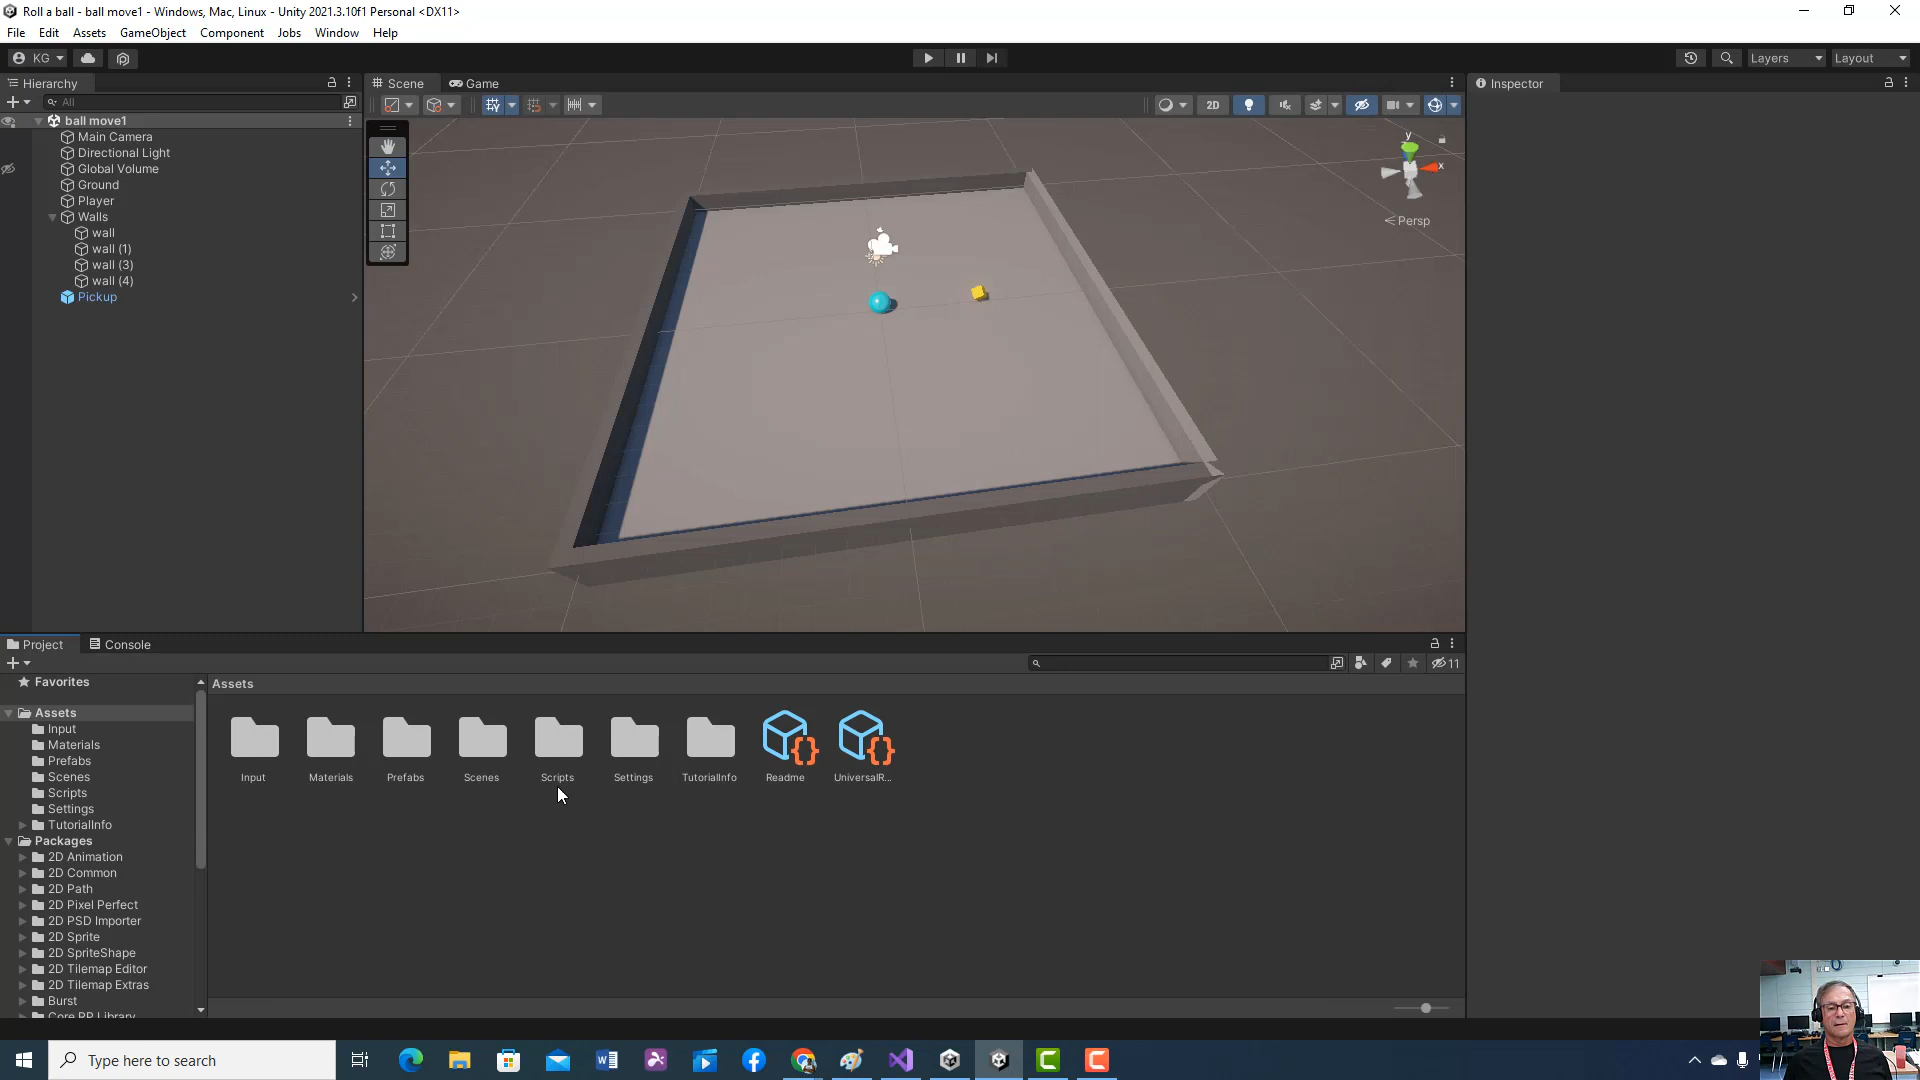 Roll a ball - ball move1 - Windows, Mac, Linux - Unity 2021.3.10f1 Personal <DX11>
File Edit Assets GameObject Component Jobs Window Help
KG
Layers
Layout
Hierarchy
All
ball move1
Main Camera
Directional Light
Global Volume
Ground
Player
Walls
wall
wall (1)
wall (3)
wall (4)
Pickup
Scene
Game
2D
y
x
Persp
Inspector
Project
Console
11
Favorites
Assets
Input
Materials
Prefabs
Scenes
Scripts
Settings
TutorialInfo
Packages
2D Animation
2D Common
2D Path
2D Pixel Perfect
2D PSD Importer
2D Sprite
2D SpriteShape
2D Tilemap Editor
2D Tilemap Extras
Burst
Core RP Library
Assets
Input
Materials
Prefabs
Scenes
Scripts
Settings
TutorialInfo
Readme
UniversalR...
Type here to search